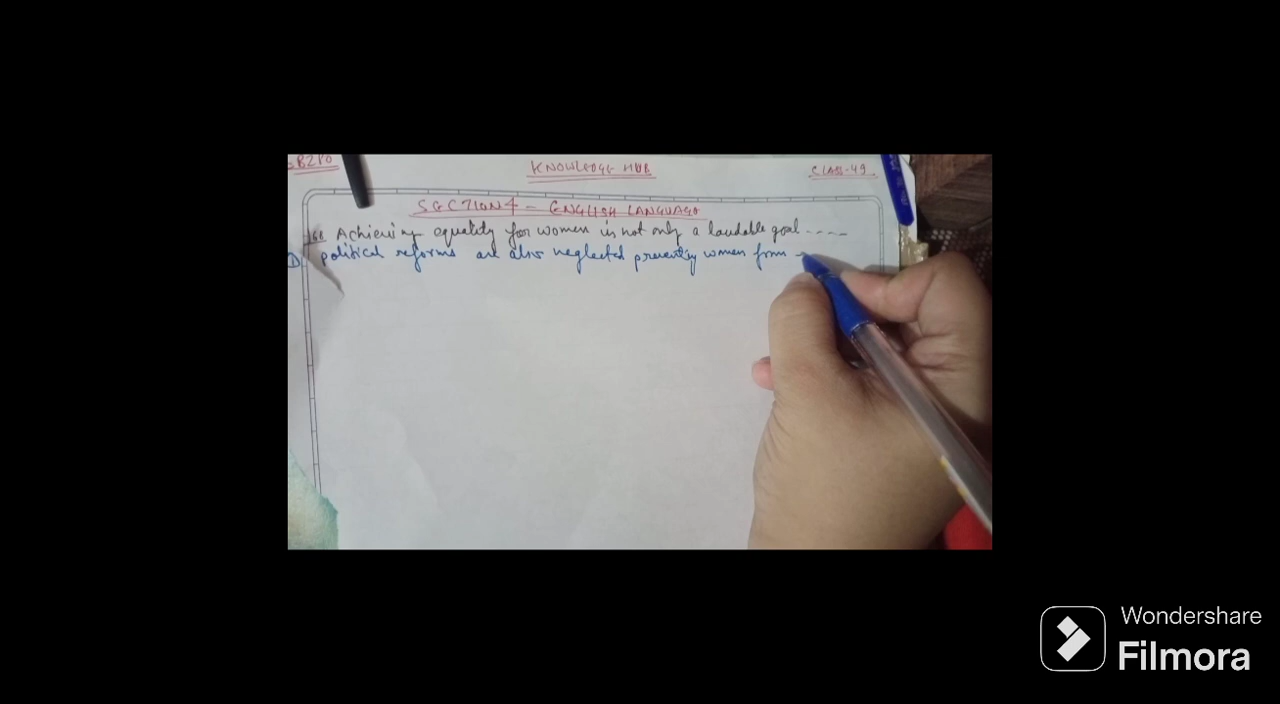 KNOWLEDGE HUB
CLASS-49
SECTION 4 - ENGLISH LANGUAGE
Achieving equality for women is not only a laudable goal ----
political reforms are also neglected preventing women from
Wondershare
Filmora